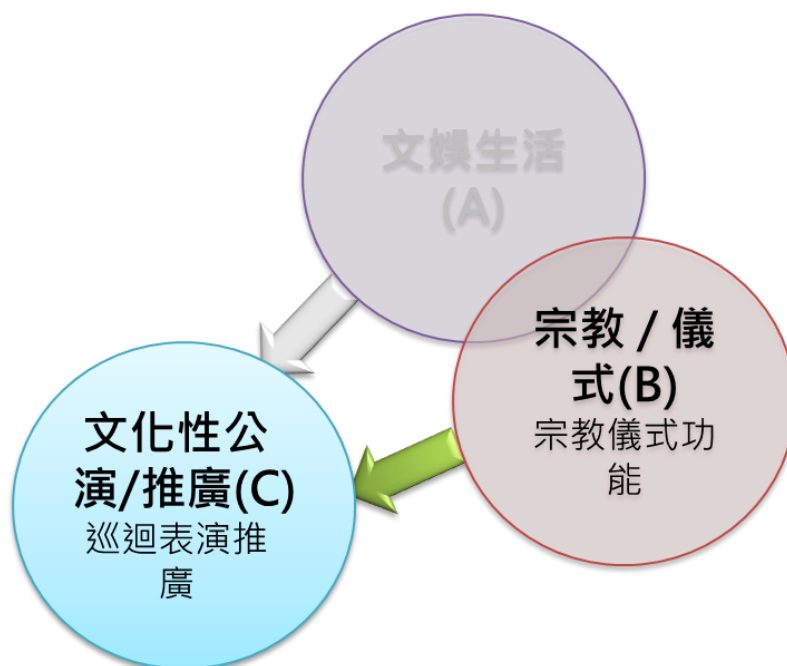 文娛生活
(A)
宗教 / 儀
式(B)
宗教儀式功
能
文化性公
演/推廣(C)
巡迴表演推
廣